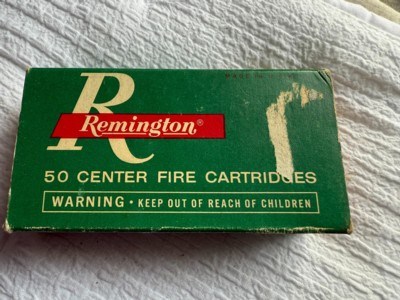 R
Remington®
50 CENTER FIRE CARTRIDGES
WARNING • KEEP OUT OF REACH OF CHILDREN